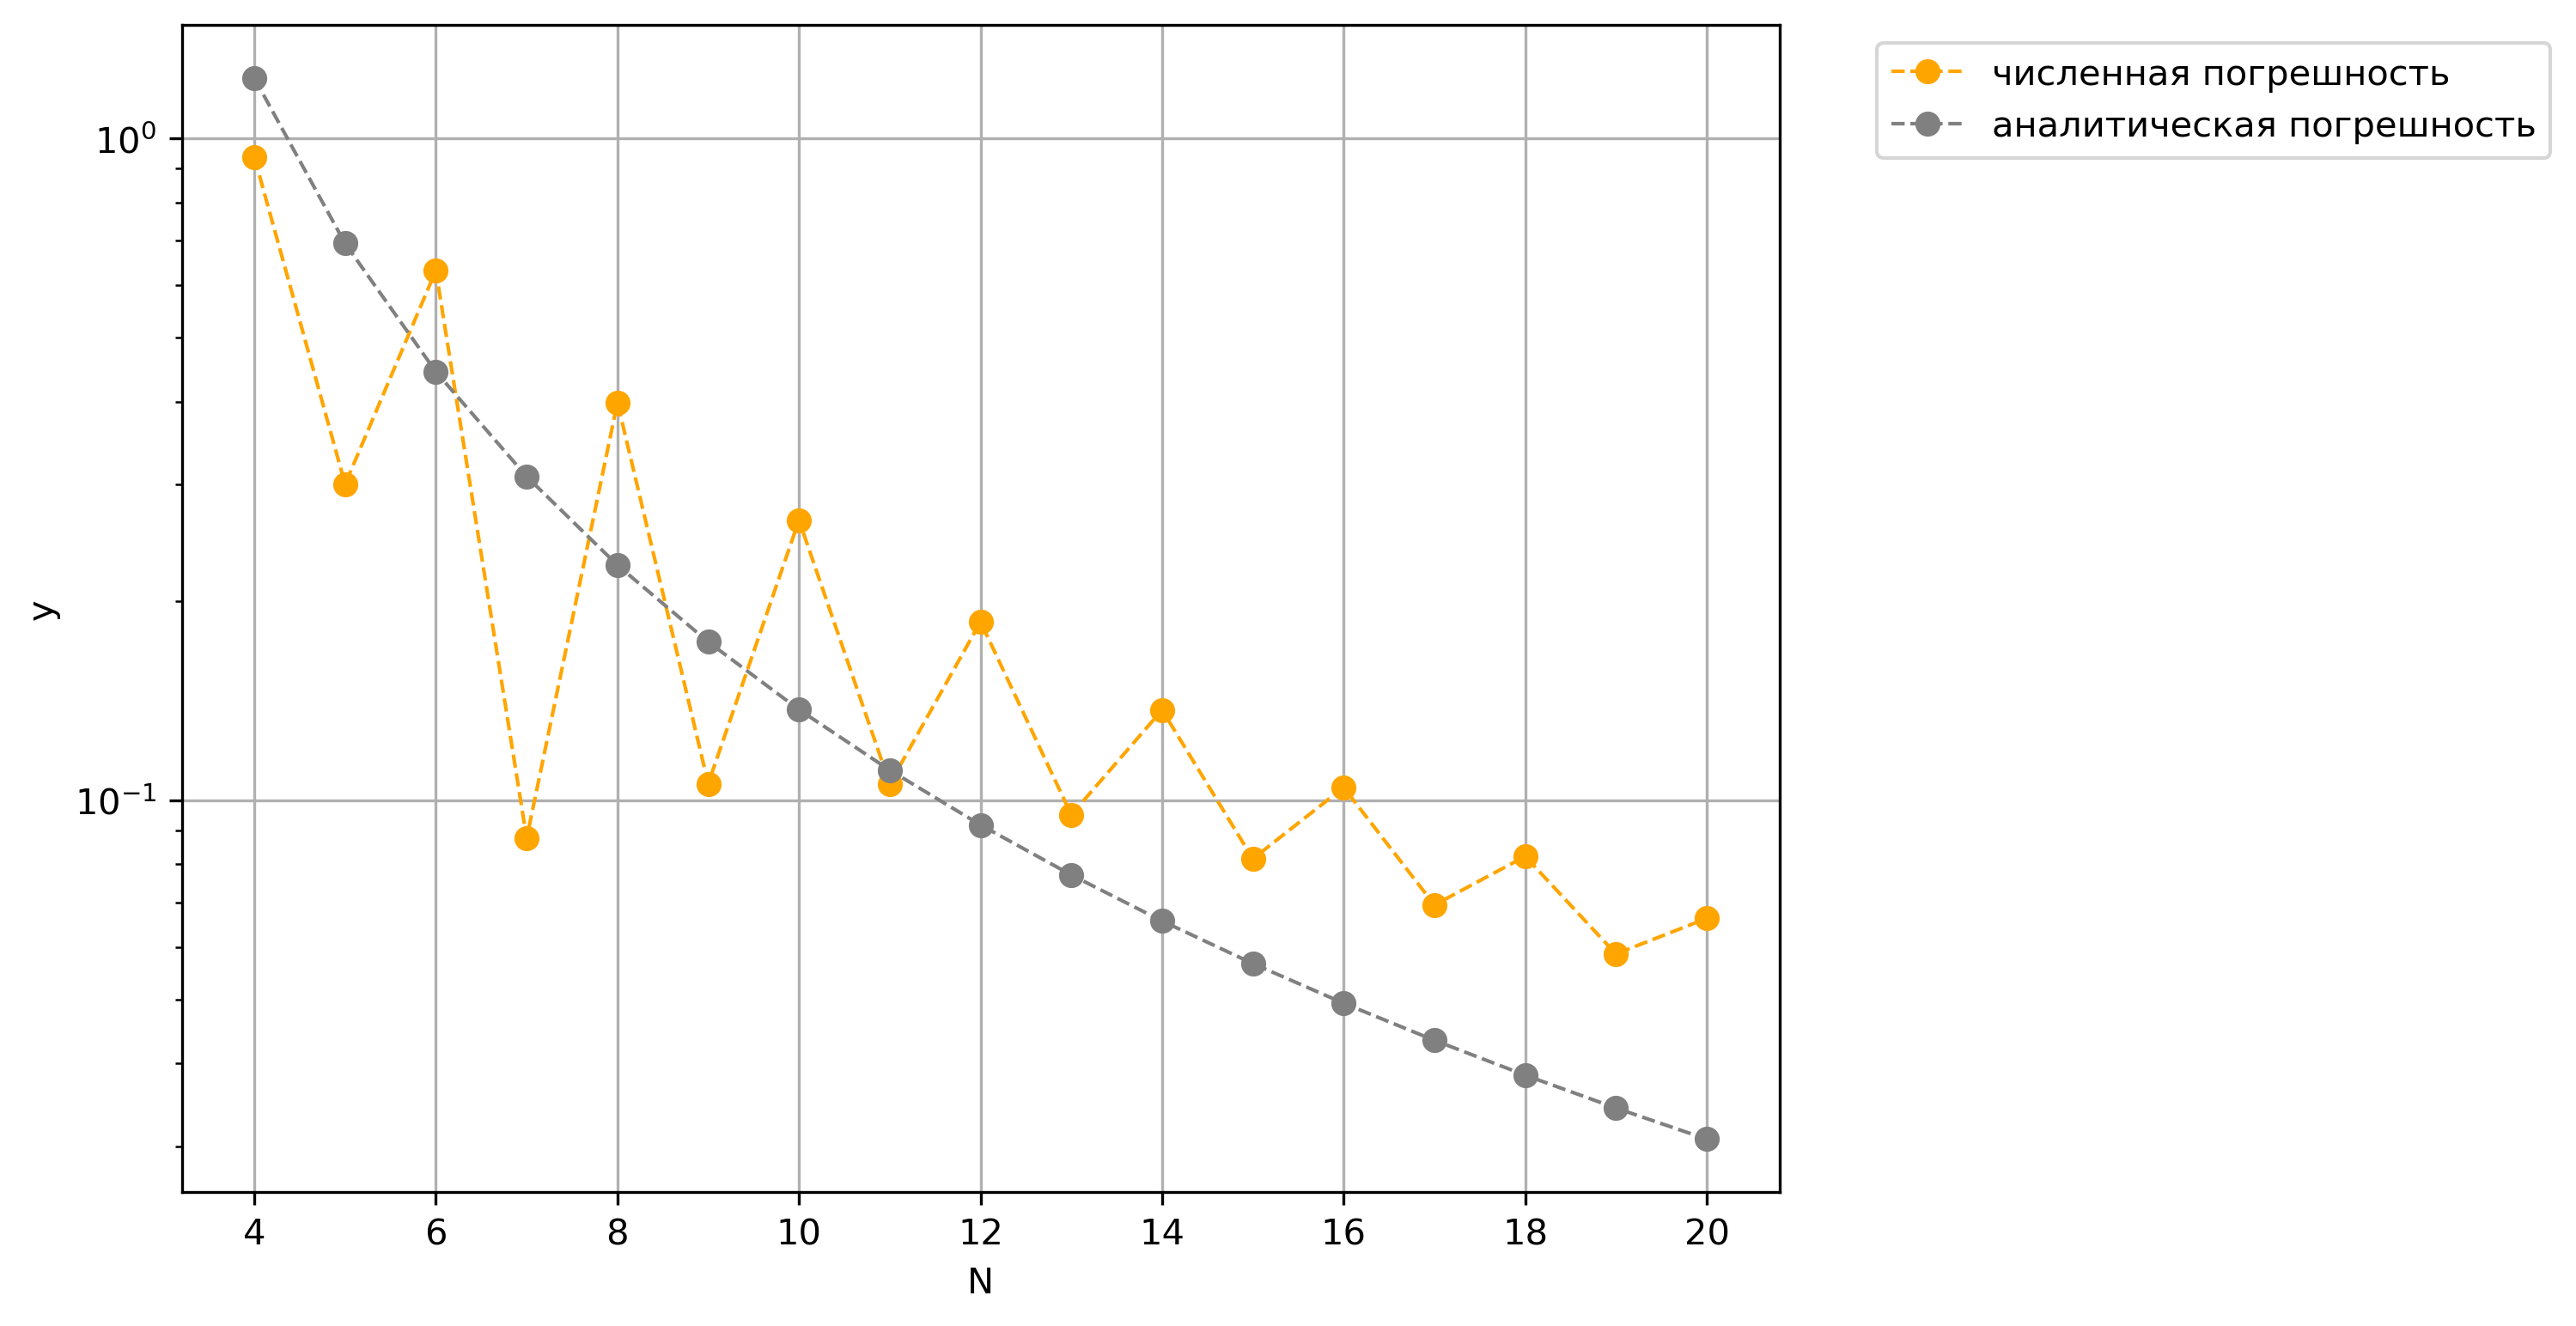 численная погрешность
аналитическая погрешность
10⁰
10⁻¹
y
4 6 8 10 12 14 16 18 20
N